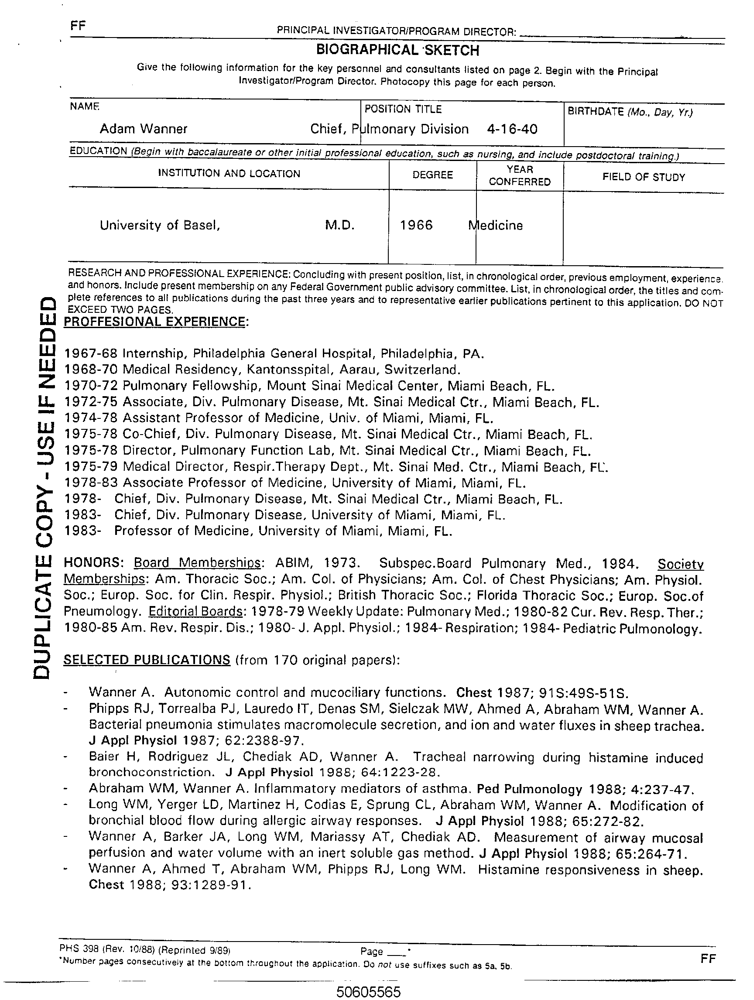 FF
PRINCIPAL INVESTIGATOR/PROGRAM DIRECTOR:
BIOGRAPHICAL SKETCH
Give the following information for the key personnel and consultants listed on page 2. Begin with the Principal
Investigator/Program Director. Photocopy this page for each person.
NAME POSITION TITLE BIRTHDATE (Mo., Day, Yr.)
Adam Wanner Chief, Pulmonary Division 4-16-40
EDUCATION (Begin with baccalaureate or other initial professional education, such as nursing, and include postdoctoral training.)
INSTITUTION AND LOCATION DEGREE YEAR CONFERRED FIELD OF STUDY
University of Basel, M.D. 1966 Medicine
RESEARCH AND PROFESSIONAL EXPERIENCE: Concluding with present position, list, in chronological order, previous employment, experience,
and honors. Include present membership on any Federal Government public advisory committee. List, in chronological order, the titles and com-
plete references to all publications during the past three years and to representative earlier publications pertinent to this application. DO NOT
EXCEED TWO PAGES.
PROFFESIONAL EXPERIENCE:
1967-68 Internship, Philadelphia General Hospital, Philadelphia, PA.
1968-70 Medical Residency, Kantonsspital, Aarau, Switzerland.
1970-72 Pulmonary Fellowship, Mount Sinai Medical Center, Miami Beach, FL.
1972-75 Associate, Div. Pulmonary Disease, Mt. Sinai Medical Ctr., Miami Beach, FL.
1974-78 Assistant Professor of Medicine, Univ. of Miami, Miami, FL.
1975-78 Co-Chief, Div. Pulmonary Disease, Mt. Sinai Medical Ctr., Miami Beach, FL.
1975-78 Director, Pulmonary Function Lab, Mt. Sinai Medical Ctr., Miami Beach, FL.
1975-79 Medical Director, Respir.Therapy Dept., Mt. Sinai Med. Ctr., Miami Beach, FL.
1978-83 Associate Professor of Medicine, University of Miami, Miami, FL.
1978- Chief, Div. Pulmonary Disease, Mt. Sinai Medical Ctr., Miami Beach, FL.
1983- Chief, Div. Pulmonary Disease, University of Miami, Miami, FL.
1983- Professor of Medicine, University of Miami, Miami, FL.
HONORS: Board Memberships: ABIM, 1973. Subspec.Board Pulmonary Med., 1984. Society
Memberships: Am. Thoracic Soc.; Am. Col. of Physicians; Am. Col. of Chest Physicians; Am. Physiol.
Soc.; Europ. Soc. for Clin. Respir. Physiol.; British Thoracic Soc.; Florida Thoracic Soc.; Europ. Soc.of
Pneumology. Editorial Boards: 1978-79 Weekly Update: Pulmonary Med.; 1980-82 Cur. Rev. Resp. Ther.;
1980-85 Am. Rev. Respir. Dis.; 1980- J. Appl. Physiol.; 1984- Respiration; 1984- Pediatric Pulmonology.
SELECTED PUBLICATIONS (from 170 original papers):
- Wanner A. Autonomic control and mucociliary functions. Chest 1987; 91S:49S-51S.
- Phipps RJ, Torrealba PJ, Lauredo IT, Denas SM, Sielczak MW, Ahmed A, Abraham WM, Wanner A.
Bacterial pneumonia stimulates macromolecule secretion, and ion and water fluxes in sheep trachea.
J Appl Physiol 1987; 62:2388-97.
- Baier H, Rodriguez JL, Chediak AD, Wanner A. Tracheal narrowing during histamine induced
bronchoconstriction. J Appl Physiol 1988; 64:1223-28.
- Abraham WM, Wanner A. Inflammatory mediators of asthma. Ped Pulmonology 1988; 4:237-47.
- Long WM, Yerger LD, Martinez H, Codias E, Sprung CL, Abraham WM, Wanner A. Modification of
bronchial blood flow during allergic airway responses. J Appl Physiol 1988; 65:272-82.
- Wanner A, Barker JA, Long WM, Mariassy AT, Chediak AD. Measurement of airway mucosal
perfusion and water volume with an inert soluble gas method. J Appl Physiol 1988; 65:264-71.
- Wanner A, Ahmed T, Abraham WM, Phipps RJ, Long WM. Histamine responsiveness in sheep.
Chest 1988; 93:1289-91.
DUPLICATE COPY - USE IF NEEDED
PHS 398 (Rev. 10/88) (Reprinted 9/89) Page ___*
*Number pages consecutively at the bottom throughout the application. Do not use suffixes such as 5a, 5b.
FF
50605565